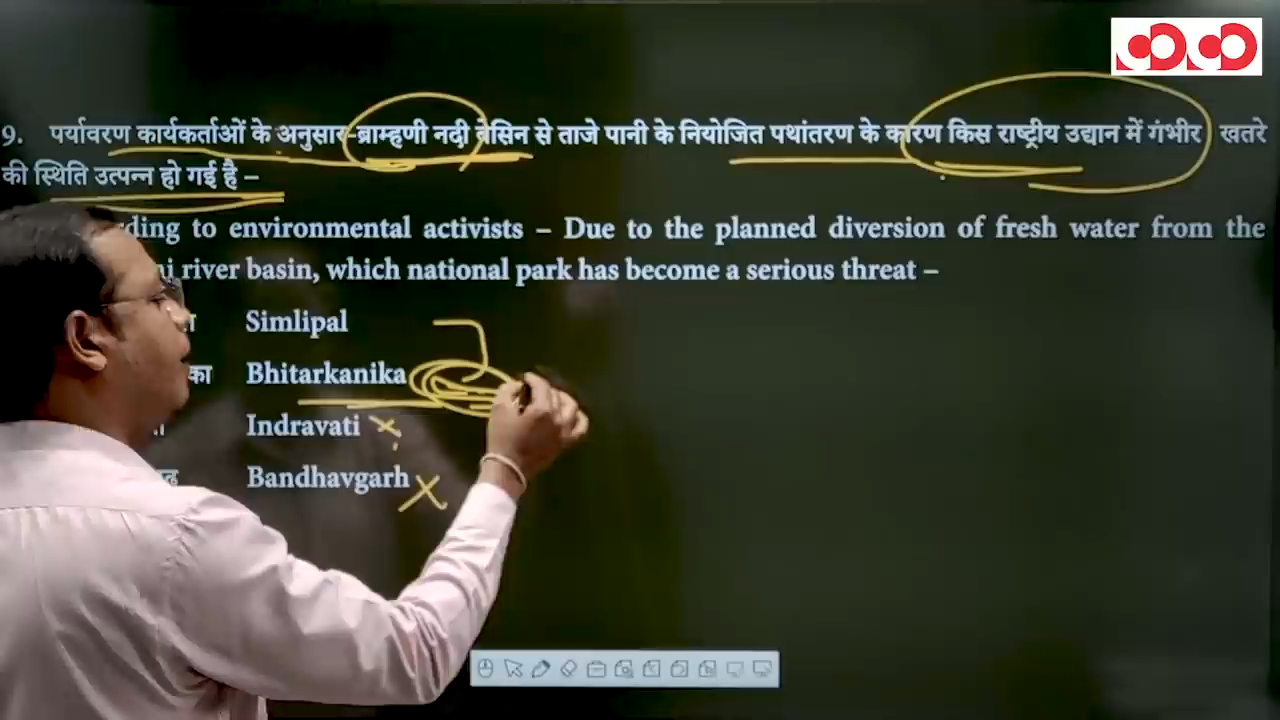 9. पर्यावरण कार्यकर्ताओं के अनुसार-ब्राम्हणी नदी बेसिन से ताजे पानी के नियोजित पथांतरण के कारण किस राष्ट्रीय उद्यान में गंभीर खतरे
की स्थिति उत्पन्न हो गई है –
to environmental activists – Due to the planned diversion of fresh water from the
river basin, which national park has become a serious threat –
Simlipal
Bhitarkanika
Indravati
Bandhavgarh